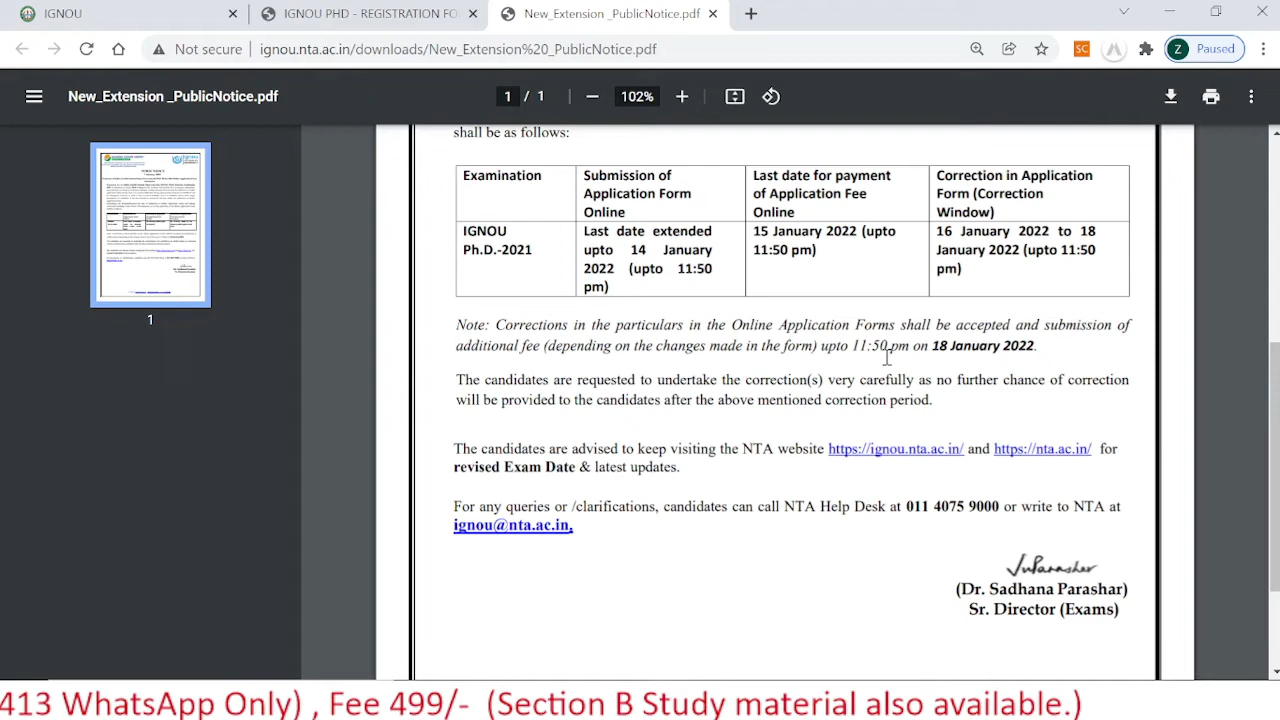 IGNOU
IGNOU PHD - REGISTRATION FO
New_Extension _PublicNotice.pdf
Not secure
ignou.nta.ac.in/downloads/New_Extension%20_PublicNotice.pdf
SC
Z Paused
New_Extension _PublicNotice.pdf
1 / 1
102%
1
shall be as follows:
Examination
Submission of
Application Form
Online
Last date for payment
of Application Fee
Online
Correction in Application
Form (Correction
Window)
IGNOU
Ph.D.-2021
Last date extended
upto 14 January
2022 (upto 11:50
pm)
15 January 2022 (upto
11:50 pm)
16 January 2022 to 18
January 2022 (upto 11:50
pm)
Note: Corrections in the particulars in the Online Application Forms shall be accepted and submission of
additional fee (depending on the changes made in the form) upto 11:50 pm on 18 January 2022.
The candidates are requested to undertake the correction(s) very carefully as no further chance of correction
will be provided to the candidates after the above mentioned correction period.
The candidates are advised to keep visiting the NTA website https://ignou.nta.ac.in/ and https://nta.ac.in/ for
revised Exam Date & latest updates.
For any queries or /clarifications, candidates can call NTA Help Desk at 011 4075 9000 or write to NTA at
ignou@nta.ac.in.
(Dr. Sadhana Parashar)
Sr. Director (Exams)
413 WhatsApp Only) , Fee 499/- (Section B Study material also available.)